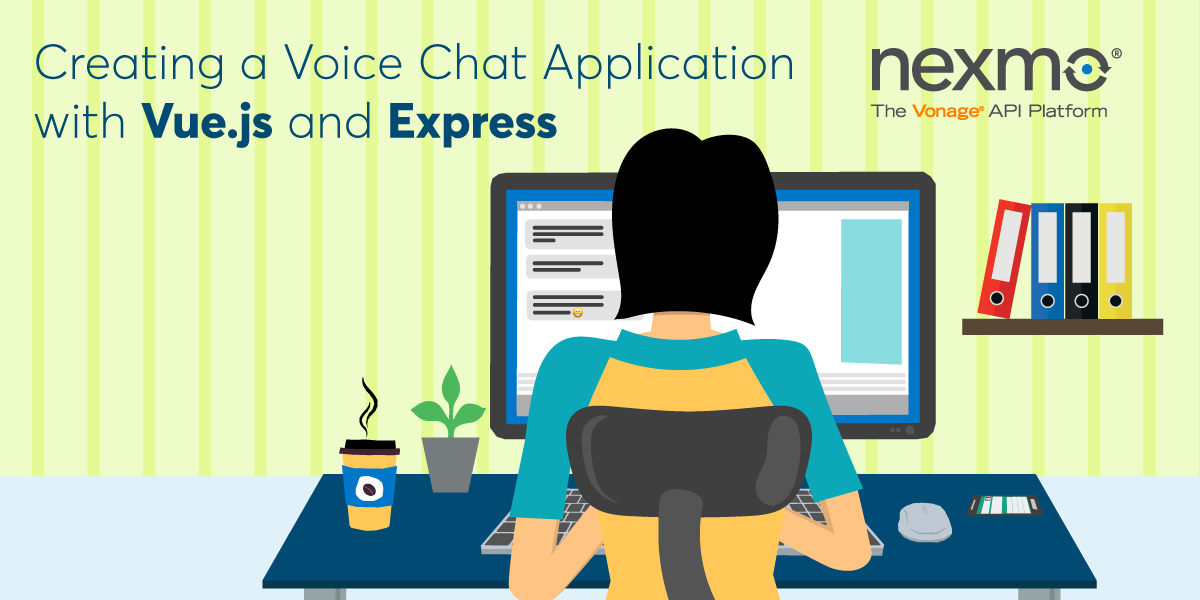 Creating a Voice Chat Application
with Vue.js and Express
nexmo®
The Vonage® API Platform